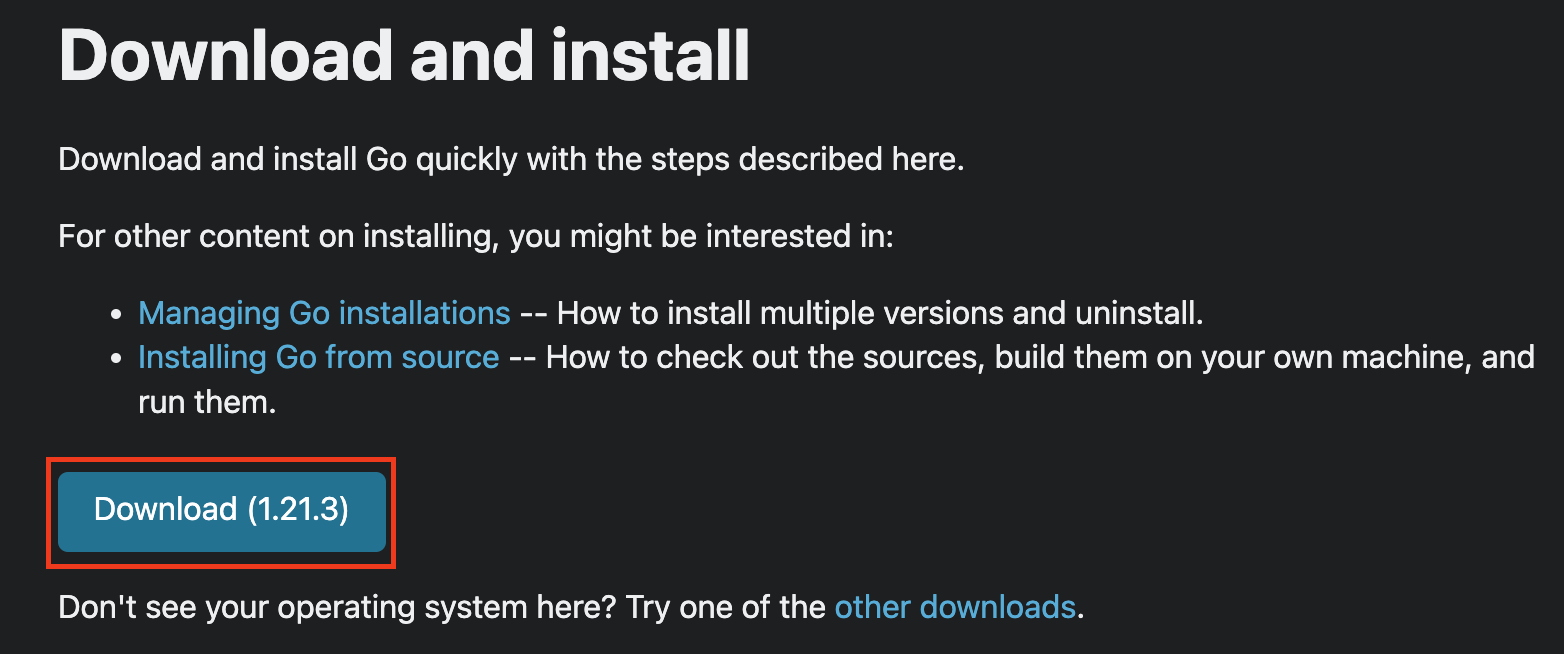 Download and install
Download and install Go quickly with the steps described here.
For other content on installing, you might be interested in:
• Managing Go installations -- How to install multiple versions and uninstall.
• Installing Go from source -- How to check out the sources, build them on your own machine, and
run them.
Download (1.21.3)
Don't see your operating system here? Try one of the other downloads.